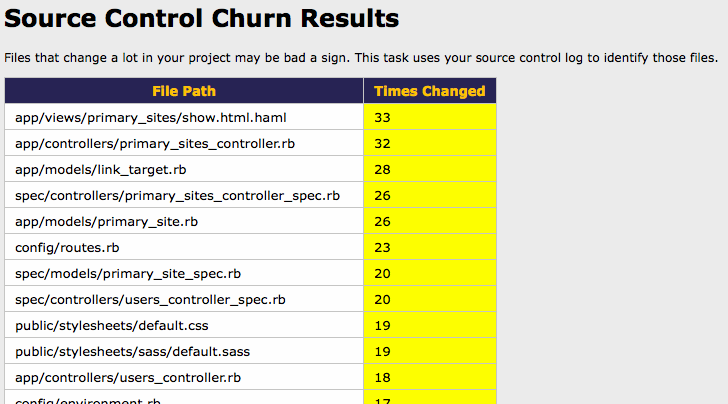 Source Control Churn Results
Files that change a lot in your project may be bad a sign. This task uses your source control log to identify those files.
File Path Times Changed
app/views/primary_sites/show.html.haml 33
app/controllers/primary_sites_controller.rb 32
app/models/link_target.rb 28
spec/controllers/primary_sites_controller_spec.rb 26
app/models/primary_site.rb 26
config/routes.rb 23
spec/models/primary_site_spec.rb 20
spec/controllers/users_controller_spec.rb 20
public/stylesheets/default.css 19
public/stylesheets/sass/default.sass 19
app/controllers/users_controller.rb 18
config/environment.rb 17